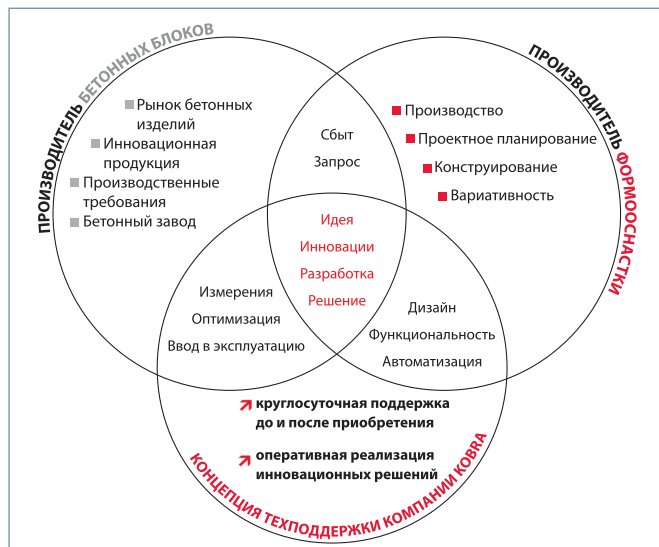 ПРОИЗВОДИТЕЛЬ БЕТОННЫХ БЛОКОВ
Рынок бетонных
изделий
Инновационная
продукция
Производственные
требования
Бетонный завод
Сбыт
Запрос
ПРОИЗВОДИТЕЛЬ ФОРМООСНАСТКИ
Производство
Проектное планирование
Конструирование
Вариативность
Идея
Инновации
Разработка
Решение
Измерения
Оптимизация
Ввод в эксплуатацию
Дизайн
Функциональность
Автоматизация
круглосуточная поддержка
до и после приобретения
оперативная реализация
инновационных решений
КОНЦЕПЦИЯ ТЕХПОДДЕРЖКИ КОМПАНИИ KOBRA